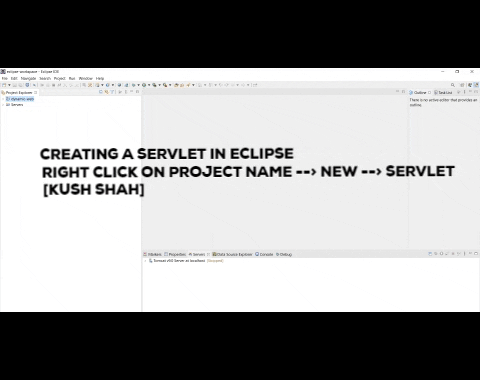 eclipse-workspace - Eclipse IDE
File Edit Navigate Search Project Run Window Help
Project Explorer
dynamic web
Servers
Outline Task List
There is no active editor that provides an
outline.
CREATING A SERVLET IN ECLIPSE
RIGHT CLICK ON PROJECT NAME --> NEW --> SERVLET
[KUSH SHAH]
Markers Properties Servers Data Source Explorer Console Debug
Tomcat v9.0 Server at localhost [Stopped]